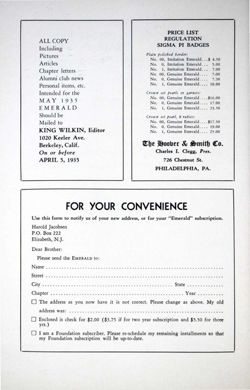 ALL COPY
Including
Pictures
Articles
Chapter letters
Alumni club news
Personal items, etc.
Intended for the
MAY 1935
EMERALD
Should be
Mailed to
KING WILKIN, Editor
1020 Keeler Ave.
Berkeley, Calif.
On or before
APRIL 5, 1935
PRICE LIST
REGULATION
SIGMA PI BADGES
Plain polished border:
No. 00, Imitation Emerald
No. 0, Imitation Emerald
No. 1, Imitation Emerald
No. 00, Genuine Emerald
No. 0, Genuine Emerald
No. 1, Genuine Emerald
Crown set pearl or garnets:
No. 00, Genuine Emerald
No. 0, Genuine Emerald
No. 1, Genuine Emerald
Crown set pearl,
No. 00, Genuine Emerald
No. 0, Genuine Emerald
No. 1, Genuine Emerald
The Hoover & Smith Co.
Charles J. Clegg, Pres.
726 Chestnut St.
PHILADELPHIA, PA.
FOR YOUR CONVENIENCE
Use this form to notify us of your new address, or for your "Emerald" subscription.
Harold Jacobsen
P.O. Box 222
Elizabeth, N.J.
Dear Brother:
Please send the EMERALD to:
Name
Street
City State
Chapter Year
The address as you now have it is not correct. Please change as above. My old
address was:
Enclosed is check for $2.00 ($3.75 if for two year subscription and $5.50 for three
yrs.)
I am a Foundation subscriber. Please re-schedule my remaining installments so that
my Foundation subscription will be up-to-date.